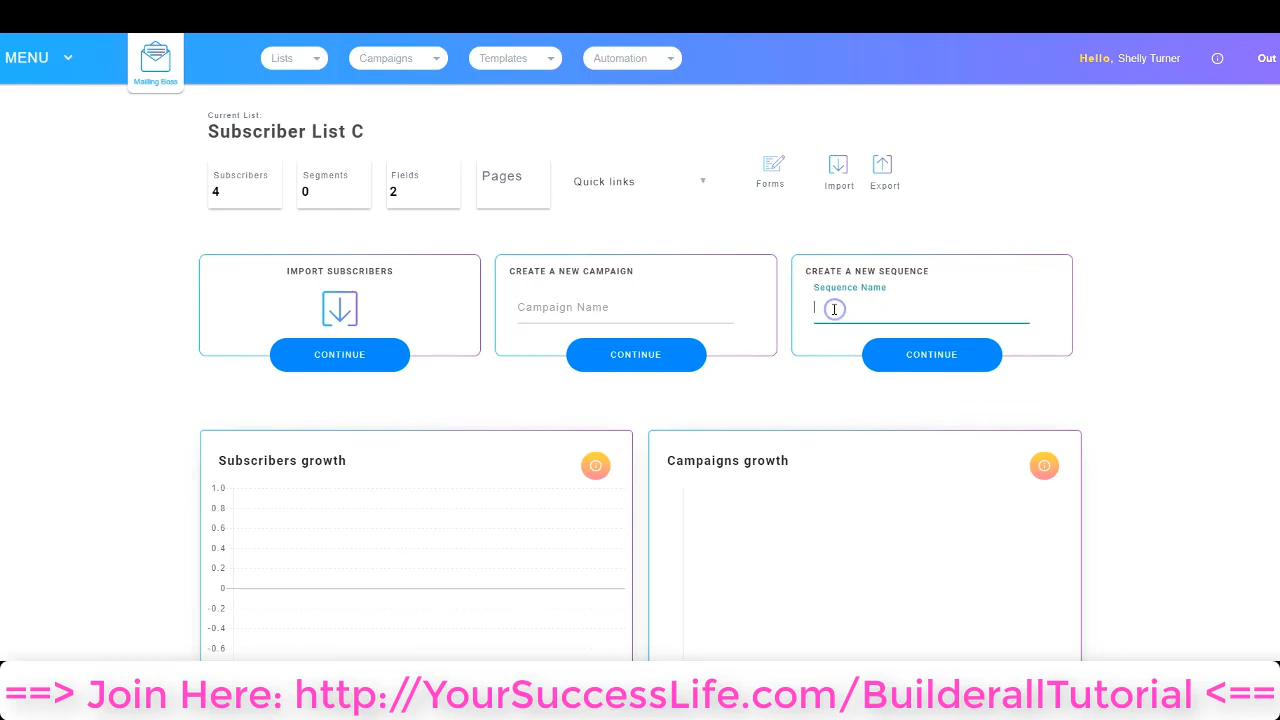 MENU
Mailing Boss
Lists
Campaigns
Templates
Automation
Hello, Shelly Turner
Out
Current List:
Subscriber List C
Subscribers
4
Segments
0
Fields
2
Pages
Quick links
Forms
Import
Export
IMPORT SUBSCRIBERS
CONTINUE
CREATE A NEW CAMPAIGN
Campaign Name
CONTINUE
CREATE A NEW SEQUENCE
Sequence Name
CONTINUE
Subscribers growth
1.0
0.8
0.6
0.4
0.2
0
-0.2
-0.4
-0.6
Campaigns growth
==> Join Here: http://YourSuccessLife.com/BuilderallTutorial <==